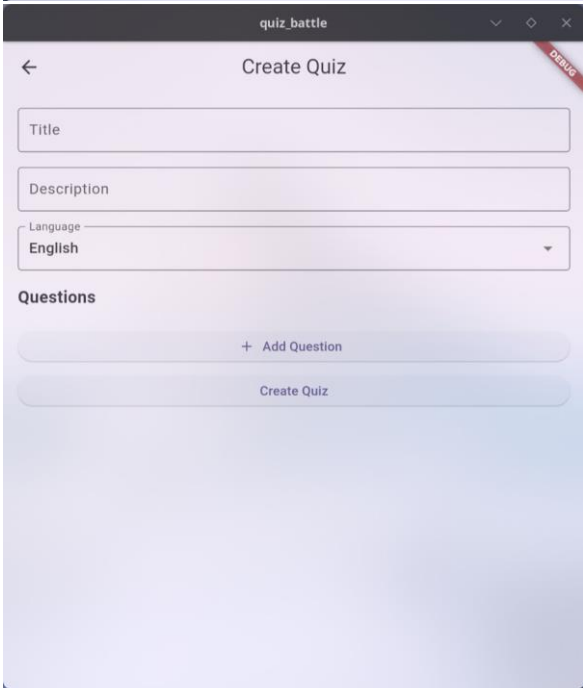 quiz_battle
Create Quiz
DEBUG
Title
Description
Language
English
Questions
+ Add Question
Create Quiz